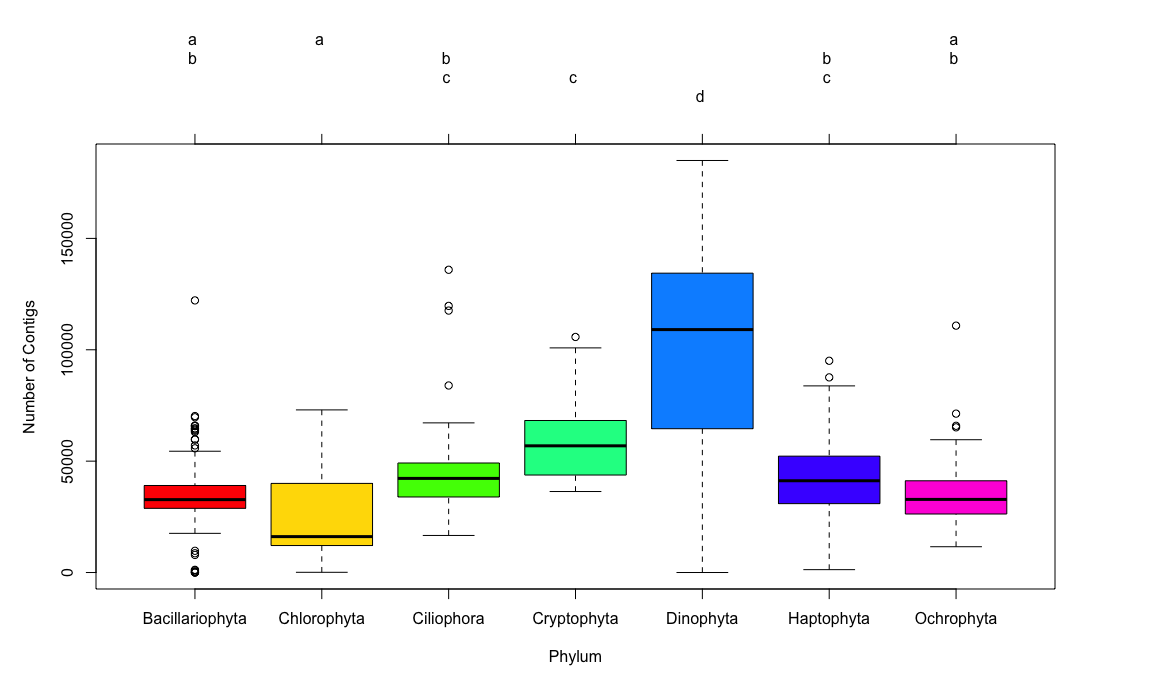 a a a
b b b b
c c c
d
150000
100000
50000
0
Number of Contigs
Bacillariophyta Chlorophyta Ciliophora Cryptophyta Dinophyta Haptophyta Ochrophyta
Phylum